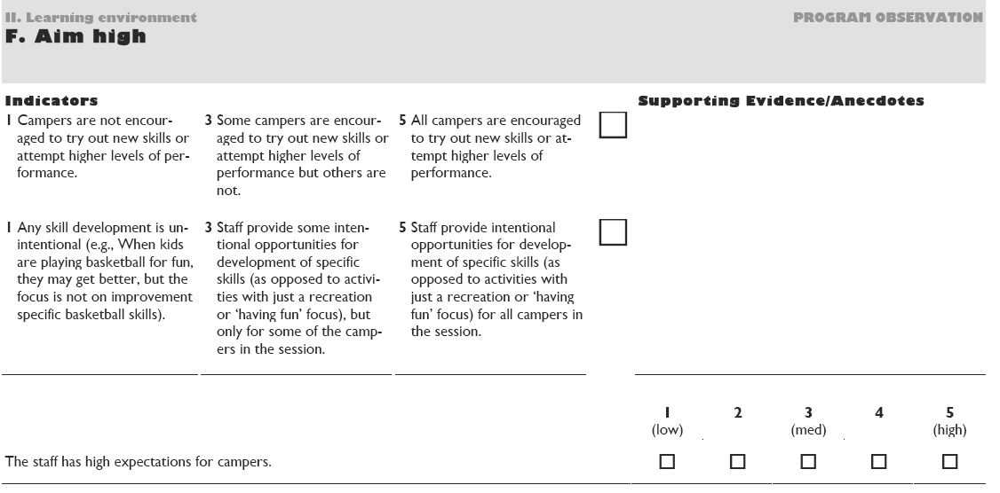 II. Learning environment
PROGRAM OBSERVATION
F. Aim high
Indicators
Supporting Evidence/Anecdotes
1 Campers are not encour-
aged to try out new skills or
attempt higher levels of per-
formance.
3 Some campers are encour-
aged to try out new skills or
attempt higher levels of
performance but others are
not.
5 All campers are encouraged
to try out new skills or at-
tempt higher levels of
performance.
1 Any skill development is un-
intentional (e.g., When kids
are playing basketball for fun,
they may get better, but the
focus is not on improvement
specific basketball skills).
3 Staff provide some inten-
tional opportunities for
development of specific
skills (as opposed to activi-
ties with just a recreation
or ‘having fun’ focus), but
only for some of the camp-
ers in the session.
5 Staff provide intentional
opportunities for develop-
ment of specific skills (as
opposed to activities with
just a recreation or ‘having
fun’ focus) for all campers in
the session.
1 2 3 4 5
(low) (med) (high)
The staff has high expectations for campers.